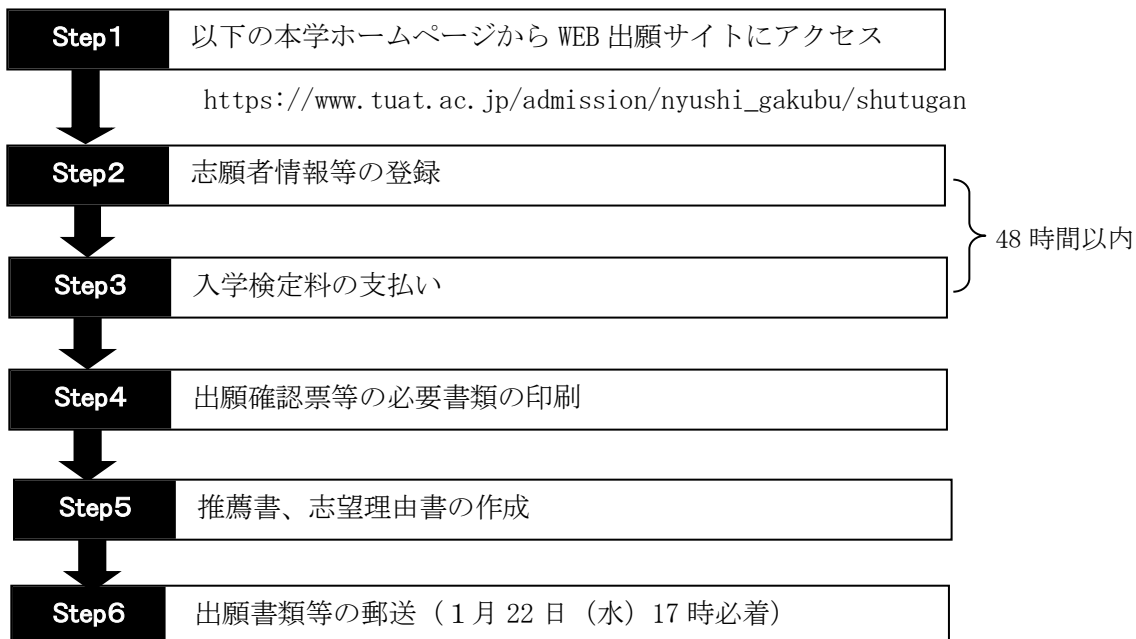 Step1 以下の本学ホームページから WEB 出願サイトにアクセス
https://www.tuat.ac.jp/admission/nyushi_gakubu/shutugan
Step2 志願者情報等の登録
48 時間以内
Step3 入学検定料の支払い
Step4 出願確認票等の必要書類の印刷
Step5 推薦書、志望理由書の作成
Step6 出願書類等の郵送（１月 22 日（水）17 時必着）